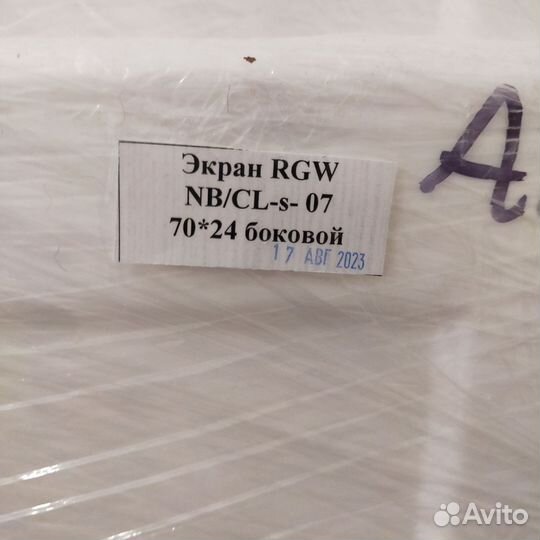 Экран RGW
NB/CL-s- 07
70*24 боковой
17 АВГ 2023
А
Avito